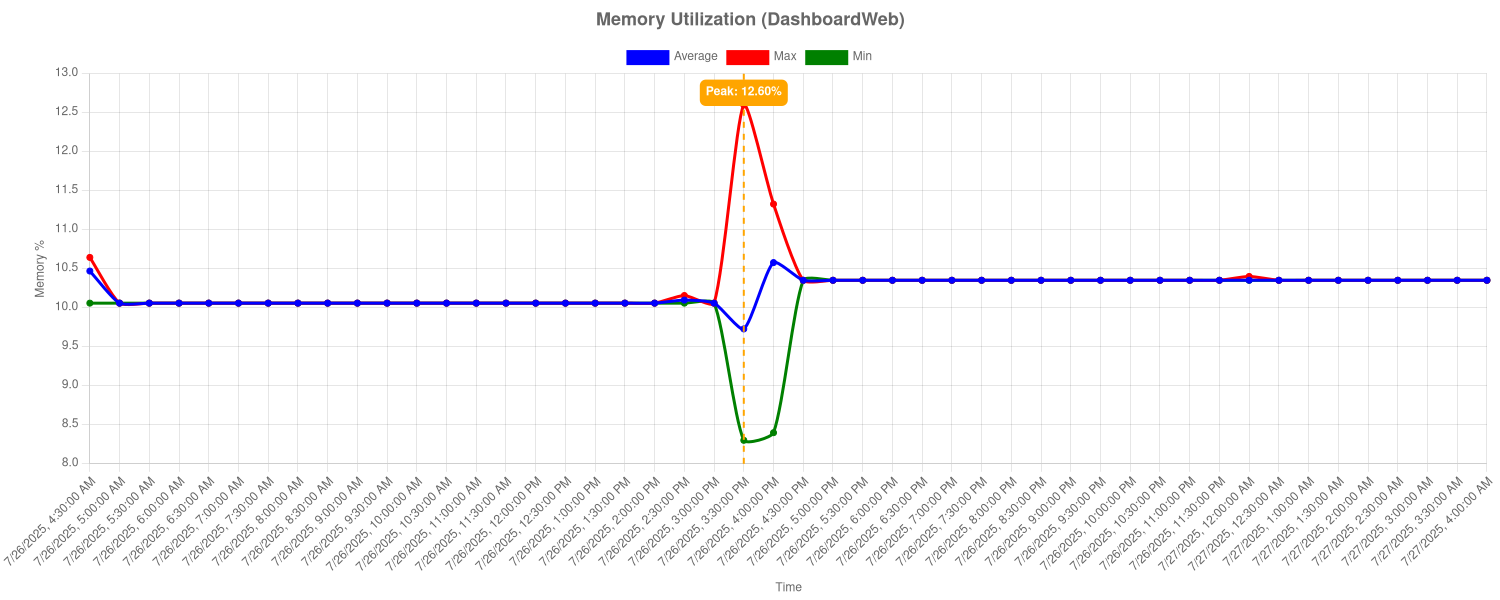 Memory Utilization (DashboardWeb)
Average Max Min
Peak: 12.60%
13.0
12.5
12.0
11.5
11.0
10.5
10.0
9.5
9.0
8.5
8.0
Memory %
7/26/2025, 4:30:00 AM
7/26/2025, 5:00:00 AM
7/26/2025, 5:30:00 AM
7/26/2025, 6:00:00 AM
7/26/2025, 6:30:00 AM
7/26/2025, 7:00:00 AM
7/26/2025, 7:30:00 AM
7/26/2025, 8:00:00 AM
7/26/2025, 8:30:00 AM
7/26/2025, 9:00:00 AM
7/26/2025, 9:30:00 AM
7/26/2025, 10:00:00 AM
7/26/2025, 10:30:00 AM
7/26/2025, 11:00:00 AM
7/26/2025, 11:30:00 AM
7/26/2025, 12:00:00 PM
7/26/2025, 12:30:00 PM
7/26/2025, 1:00:00 PM
7/26/2025, 1:30:00 PM
7/26/2025, 2:00:00 PM
7/26/2025, 2:30:00 PM
7/26/2025, 3:00:00 PM
7/26/2025, 3:30:00 PM
7/26/2025, 4:00:00 PM
7/26/2025, 4:30:00 PM
7/26/2025, 5:00:00 PM
7/26/2025, 5:30:00 PM
7/26/2025, 6:00:00 PM
7/26/2025, 6:30:00 PM
7/26/2025, 7:00:00 PM
7/26/2025, 7:30:00 PM
7/26/2025, 8:00:00 PM
7/26/2025, 8:30:00 PM
7/26/2025, 9:00:00 PM
7/26/2025, 9:30:00 PM
7/26/2025, 10:00:00 PM
7/26/2025, 10:30:00 PM
7/26/2025, 11:00:00 PM
7/26/2025, 11:30:00 PM
7/27/2025, 12:00:00 AM
7/27/2025, 12:30:00 AM
7/27/2025, 1:00:00 AM
7/27/2025, 1:30:00 AM
7/27/2025, 2:00:00 AM
7/27/2025, 2:30:00 AM
7/27/2025, 3:00:00 AM
7/27/2025, 3:30:00 AM
7/27/2025, 4:00:00 AM
Time